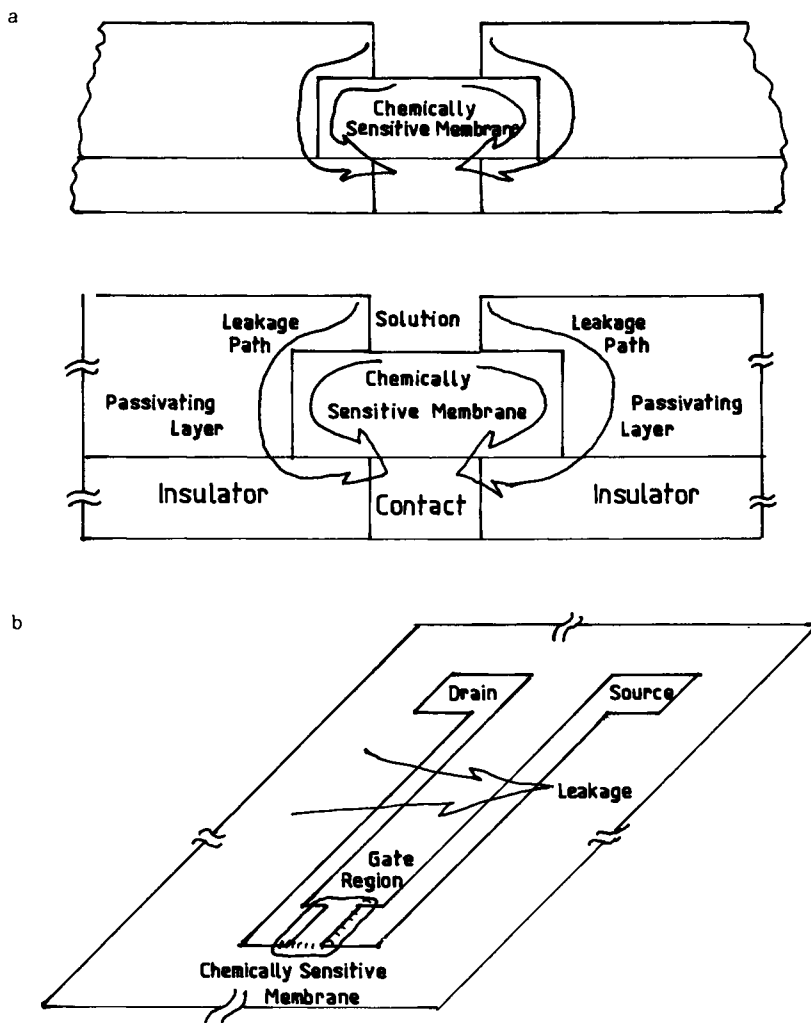 a
Chemically
Sensitive Membrane
Leakage
Path
Solution
Leakage
Path
Chemically
Sensitive Membrane
Passivating
Layer
Passivating
Layer
Insulator
Contact
Insulator
b
Drain
Source
Leakage
Gate
Region
Chemically Sensitive
Membrane